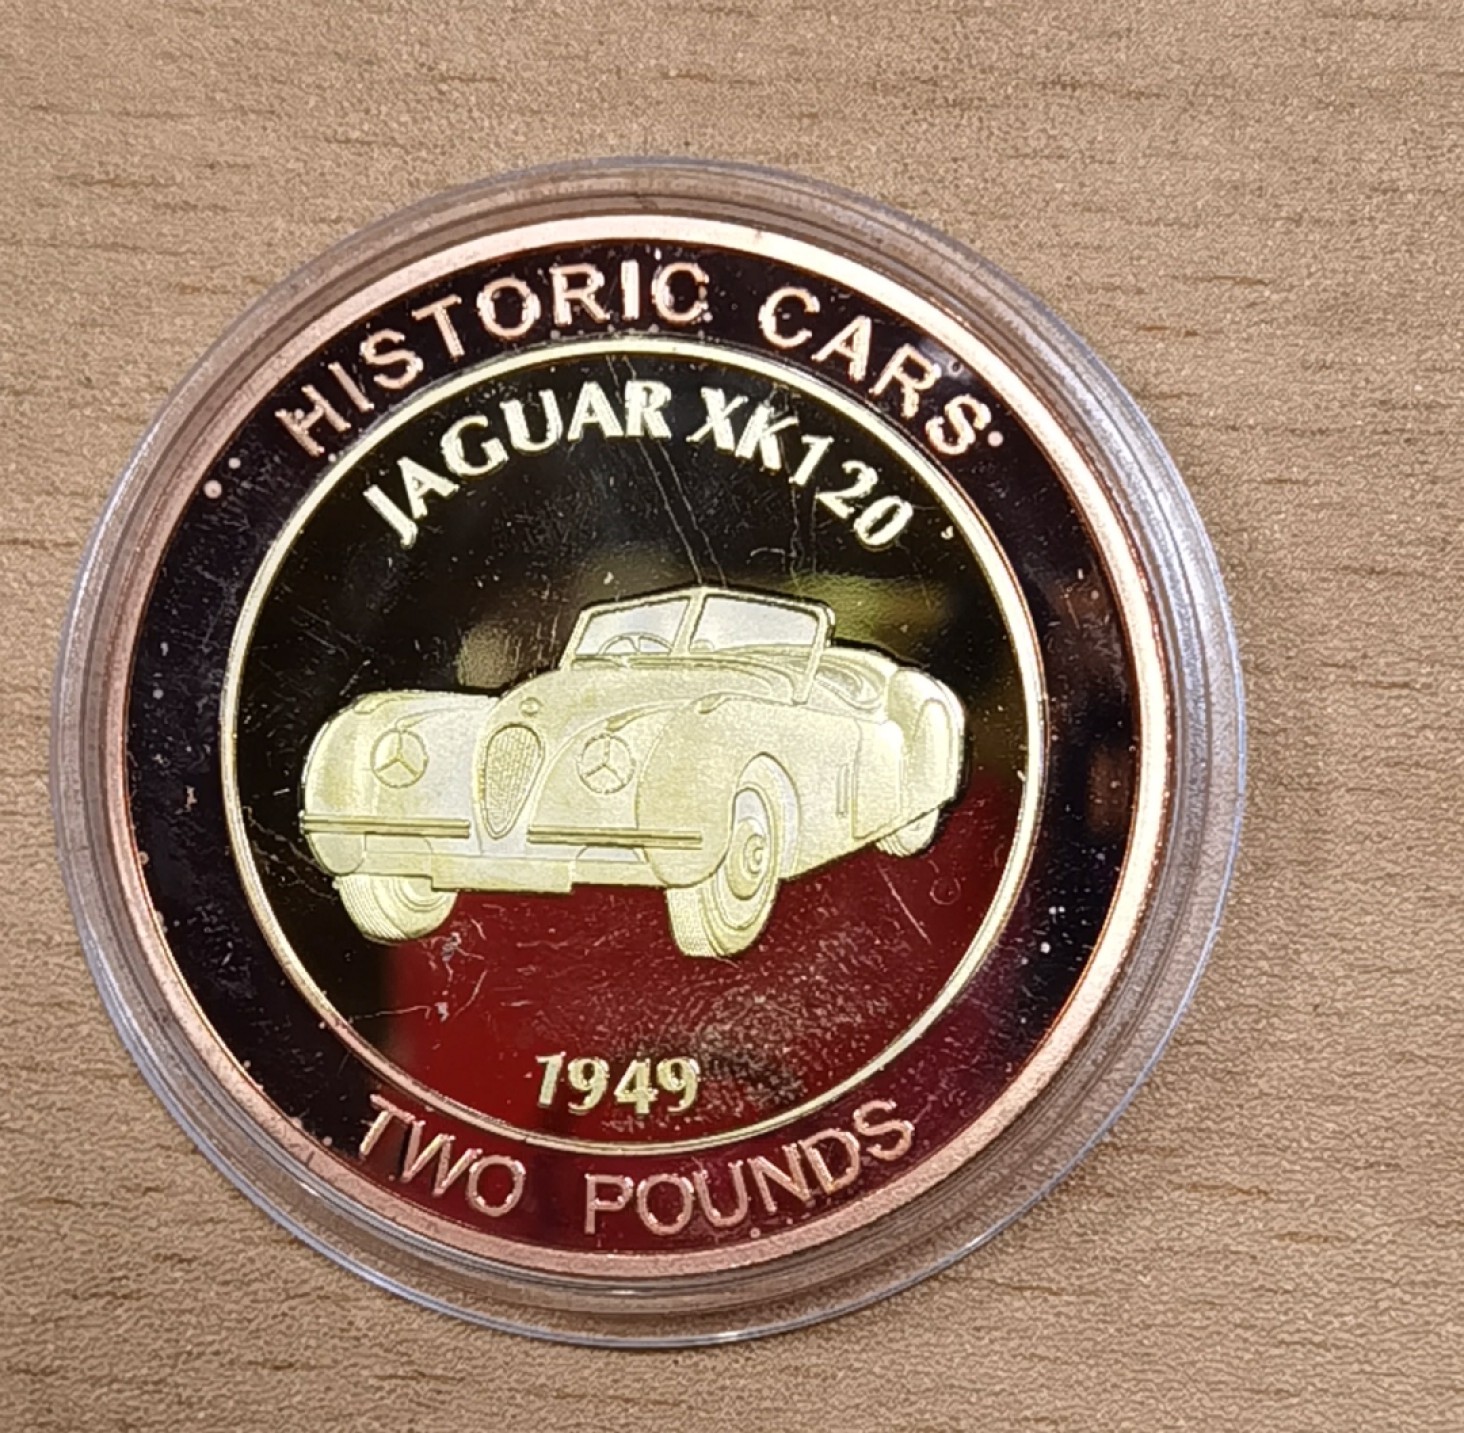 HISTORIC CARS
JAGUAR XK120
1949
TWO POUNDS